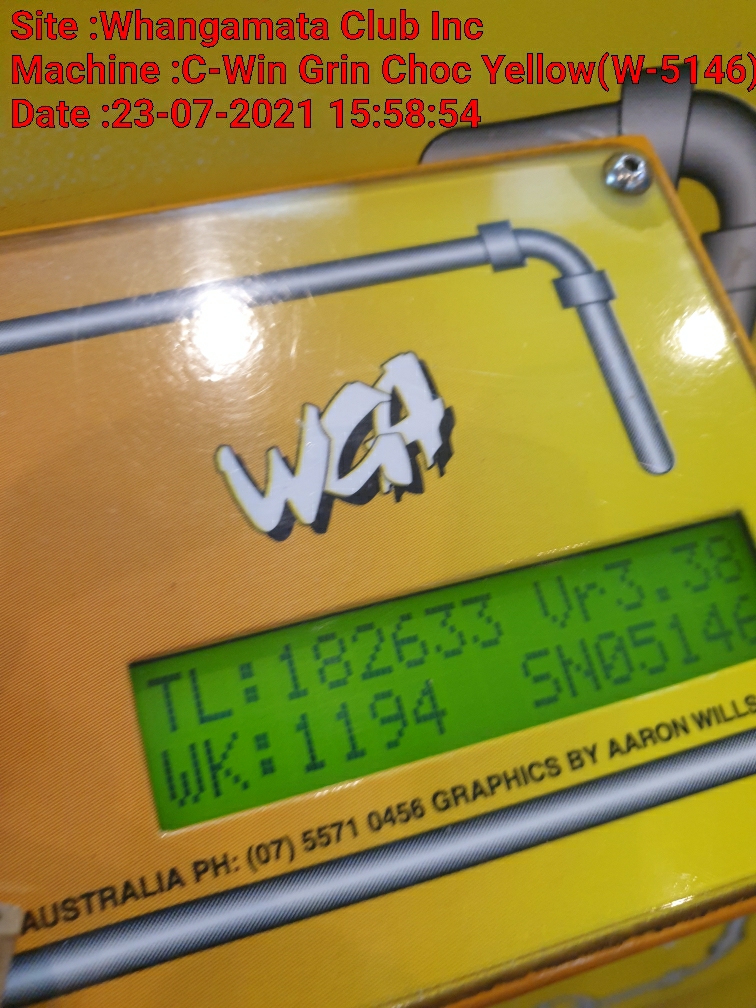 Site :Whangamata Club Inc
Machine :C-Win Grin Choc Yellow(W-5146)
Date :23-07-2021 15:58:54
WGA
TL:182633 Vr3.38
WK:1194 SN05146
AUSTRALIA PH: (07) 5571 0456 GRAPHICS BY AARON WILLS